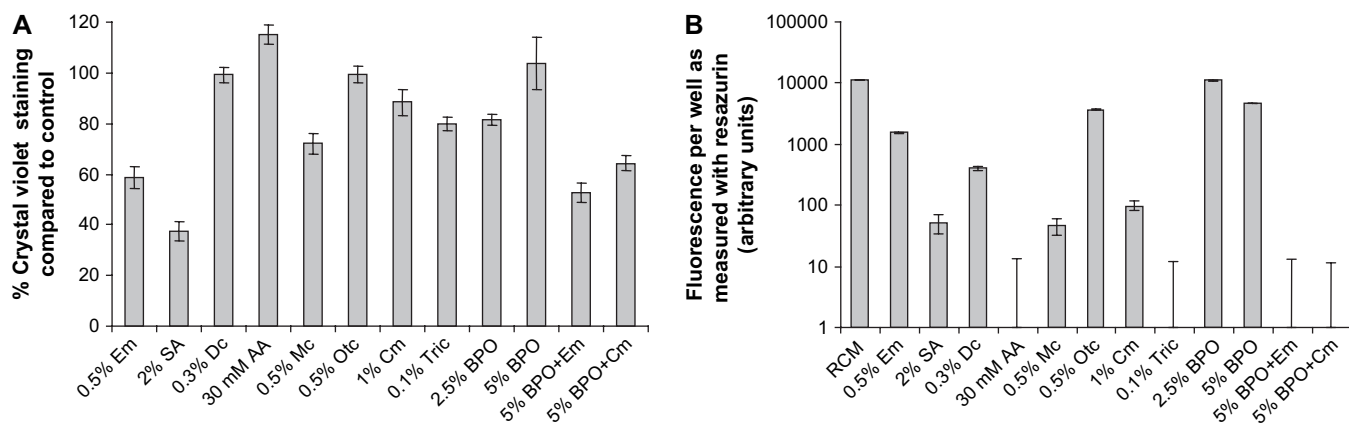 A
% Crystal violet staining
compared to control
120
100
80
60
40
20
0
0.5% Em
2% SA
0.3% Dc
30 mM AA
0.5% Mc
0.5% Otc
1% Cm
0.1% Tric
2.5% BPO
5% BPO
5% BPO+Em
5% BPO+Cm
B
Fluorescence per well as
measured with resazurin
(arbitrary units)
100000
10000
1000
100
10
1
RCM
0.5% Em
2% SA
0.3% Dc
30 mM AA
0.5% Mc
0.5% Otc
1% Cm
0.1% Tric
2.5% BPO
5% BPO
5% BPO+Em
5% BPO+Cm